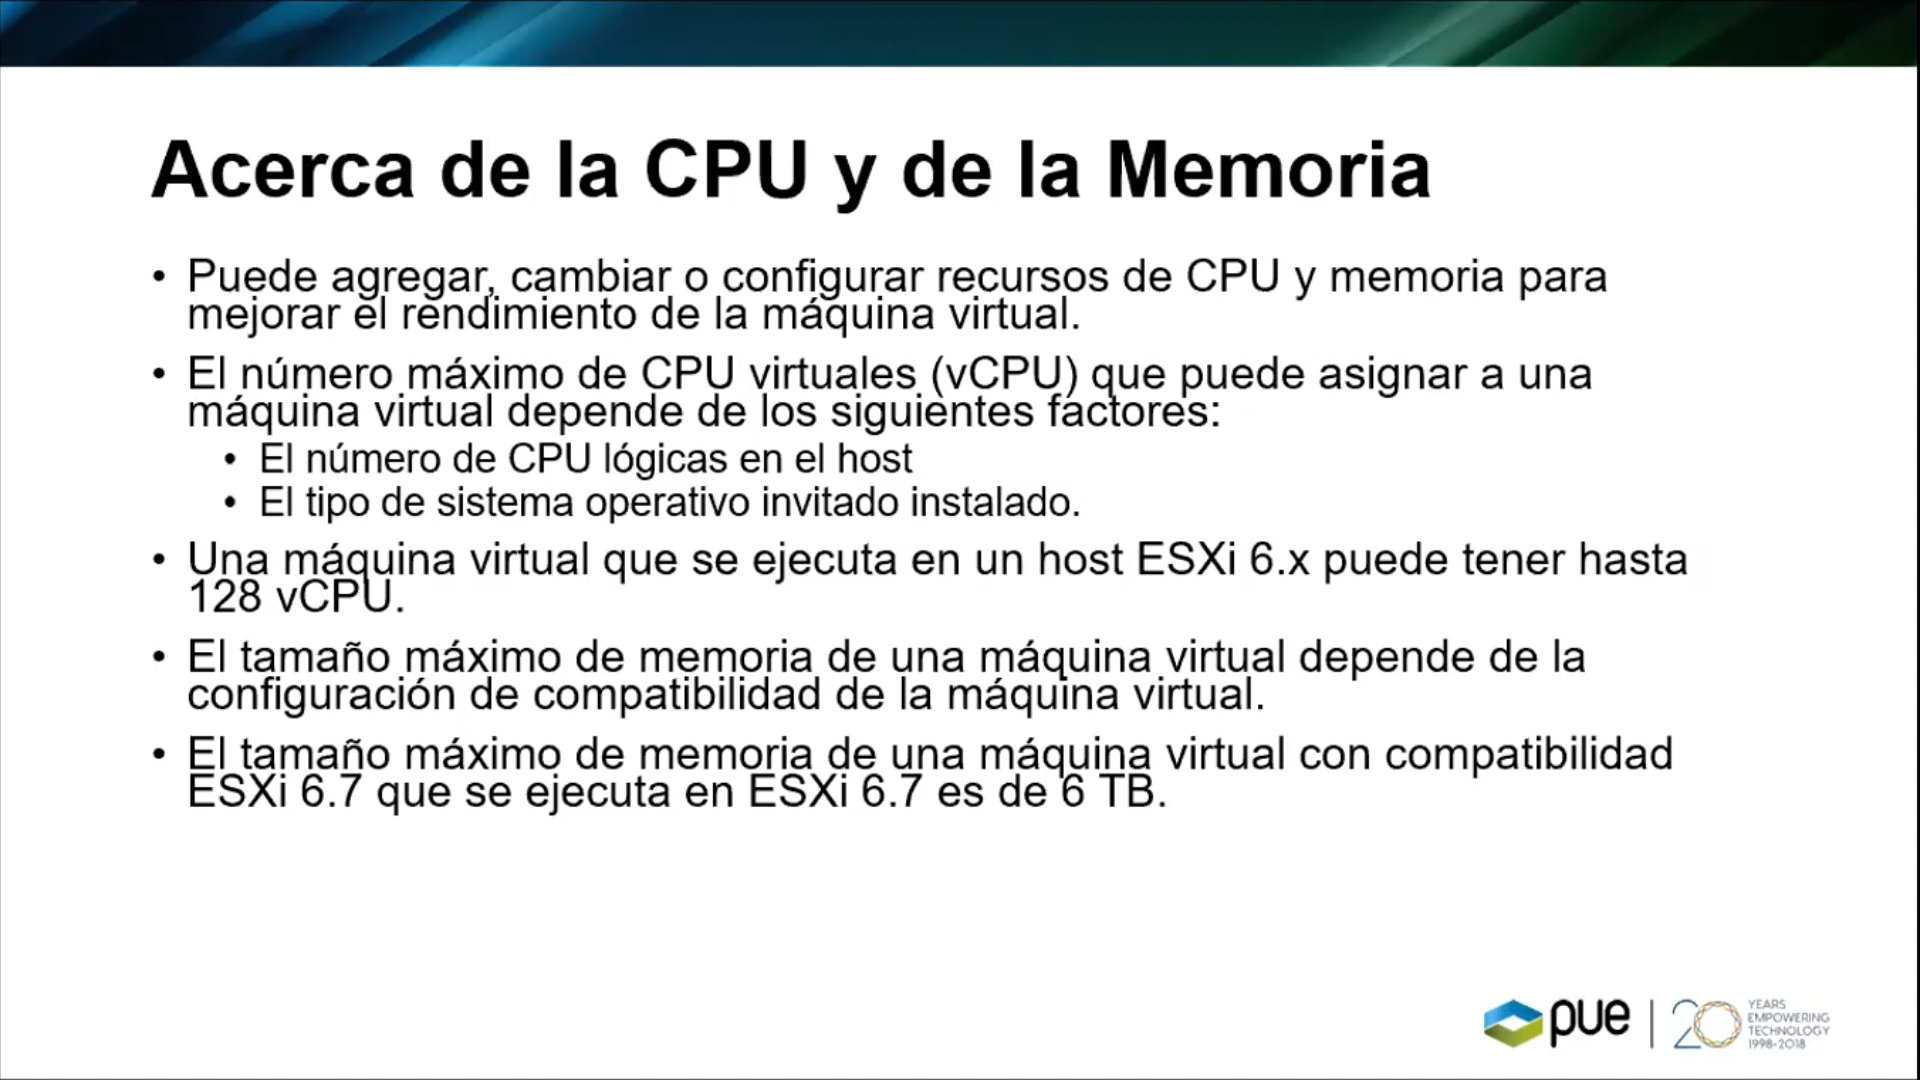 Acerca de la CPU y de la Memoria
• Puede agregar, cambiar o configurar recursos de CPU y memoria para
mejorar el rendimiento de la máquina virtual.
• El número máximo de CPU virtuales (vCPU) que puede asignar a una
máquina virtual depende de los siguientes factores:
• El número de CPU lógicas en el host
• El tipo de sistema operativo invitado instalado.
• Una máquina virtual que se ejecuta en un host ESXi 6.x puede tener hasta
128 vCPU.
• El tamaño máximo de memoria de una máquina virtual depende de la
configuración de compatibilidad de la máquina virtual.
• El tamaño máximo de memoria de una máquina virtual con compatibilidad
ESXi 6.7 que se ejecuta en ESXi 6.7 es de 6 TB.
pue
20
YEARS
EMPOWERING
TECHNOLOGY
1998-2018